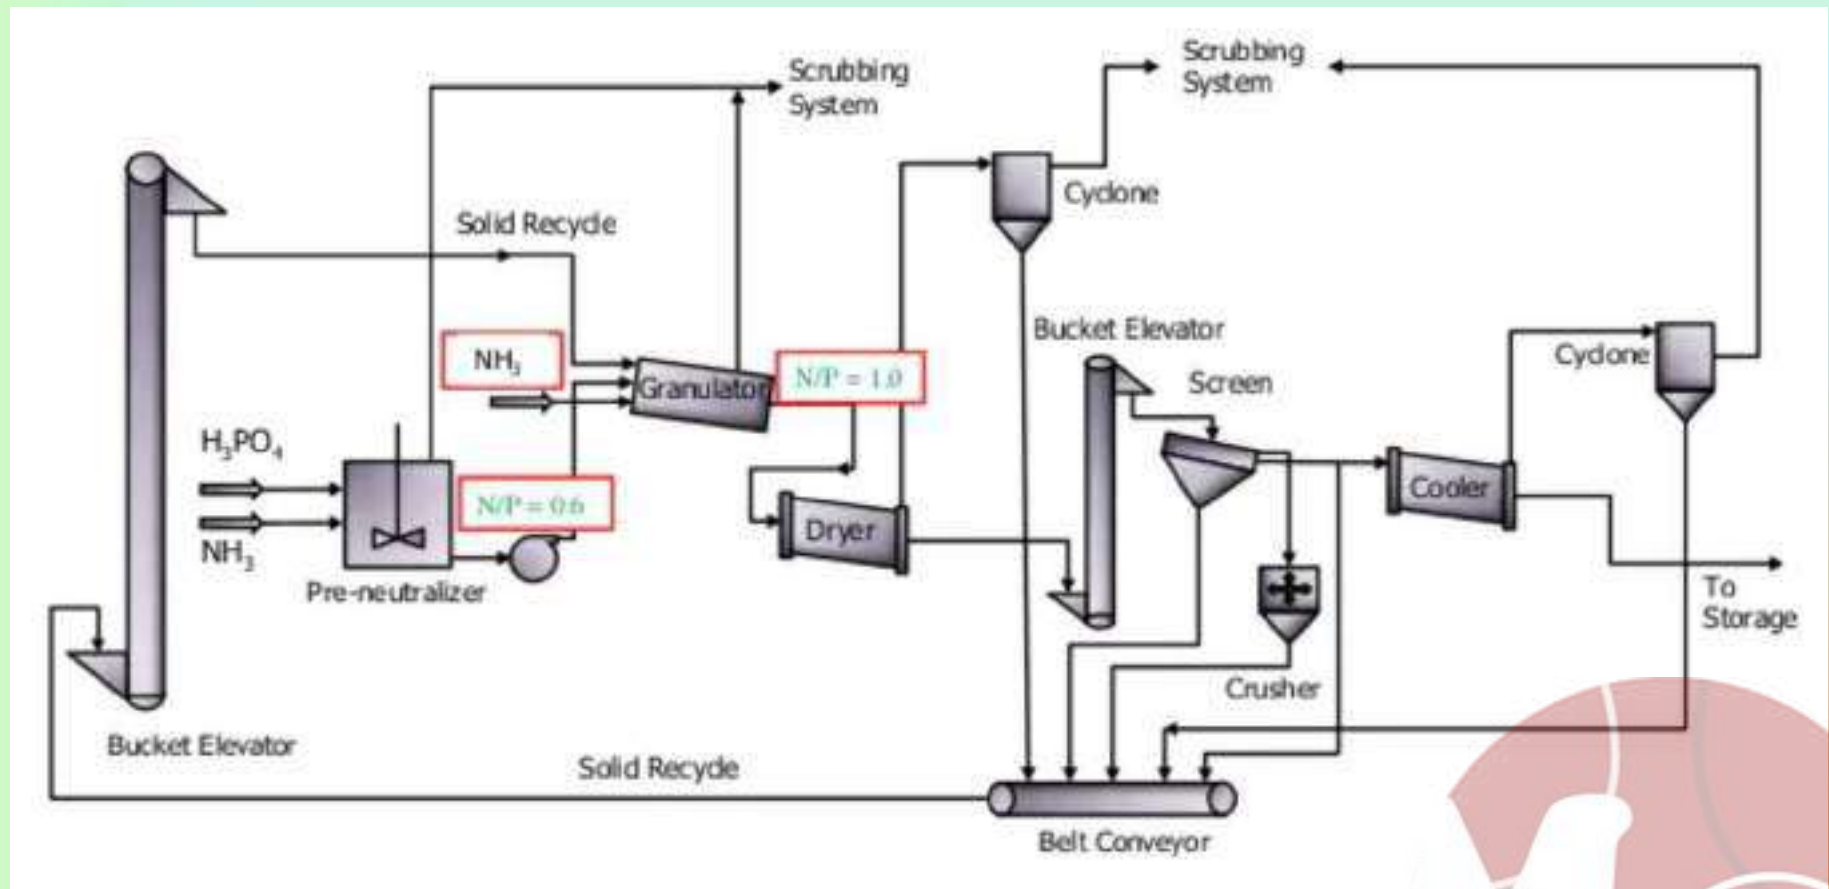 Scrubbing
System
Scrubbing
System
Cyclone
Solid Recycle
Bucket Elevator
Cyclone
NH₃
Granulator
N/P = 1.0
Screen
H₃PO₄
NH₃
N/P = 0.6
Dryer
Cooler
Pre-neutralizer
To
Storage
Crusher
Bucket Elevator
Solid Recycle
Belt Conveyor